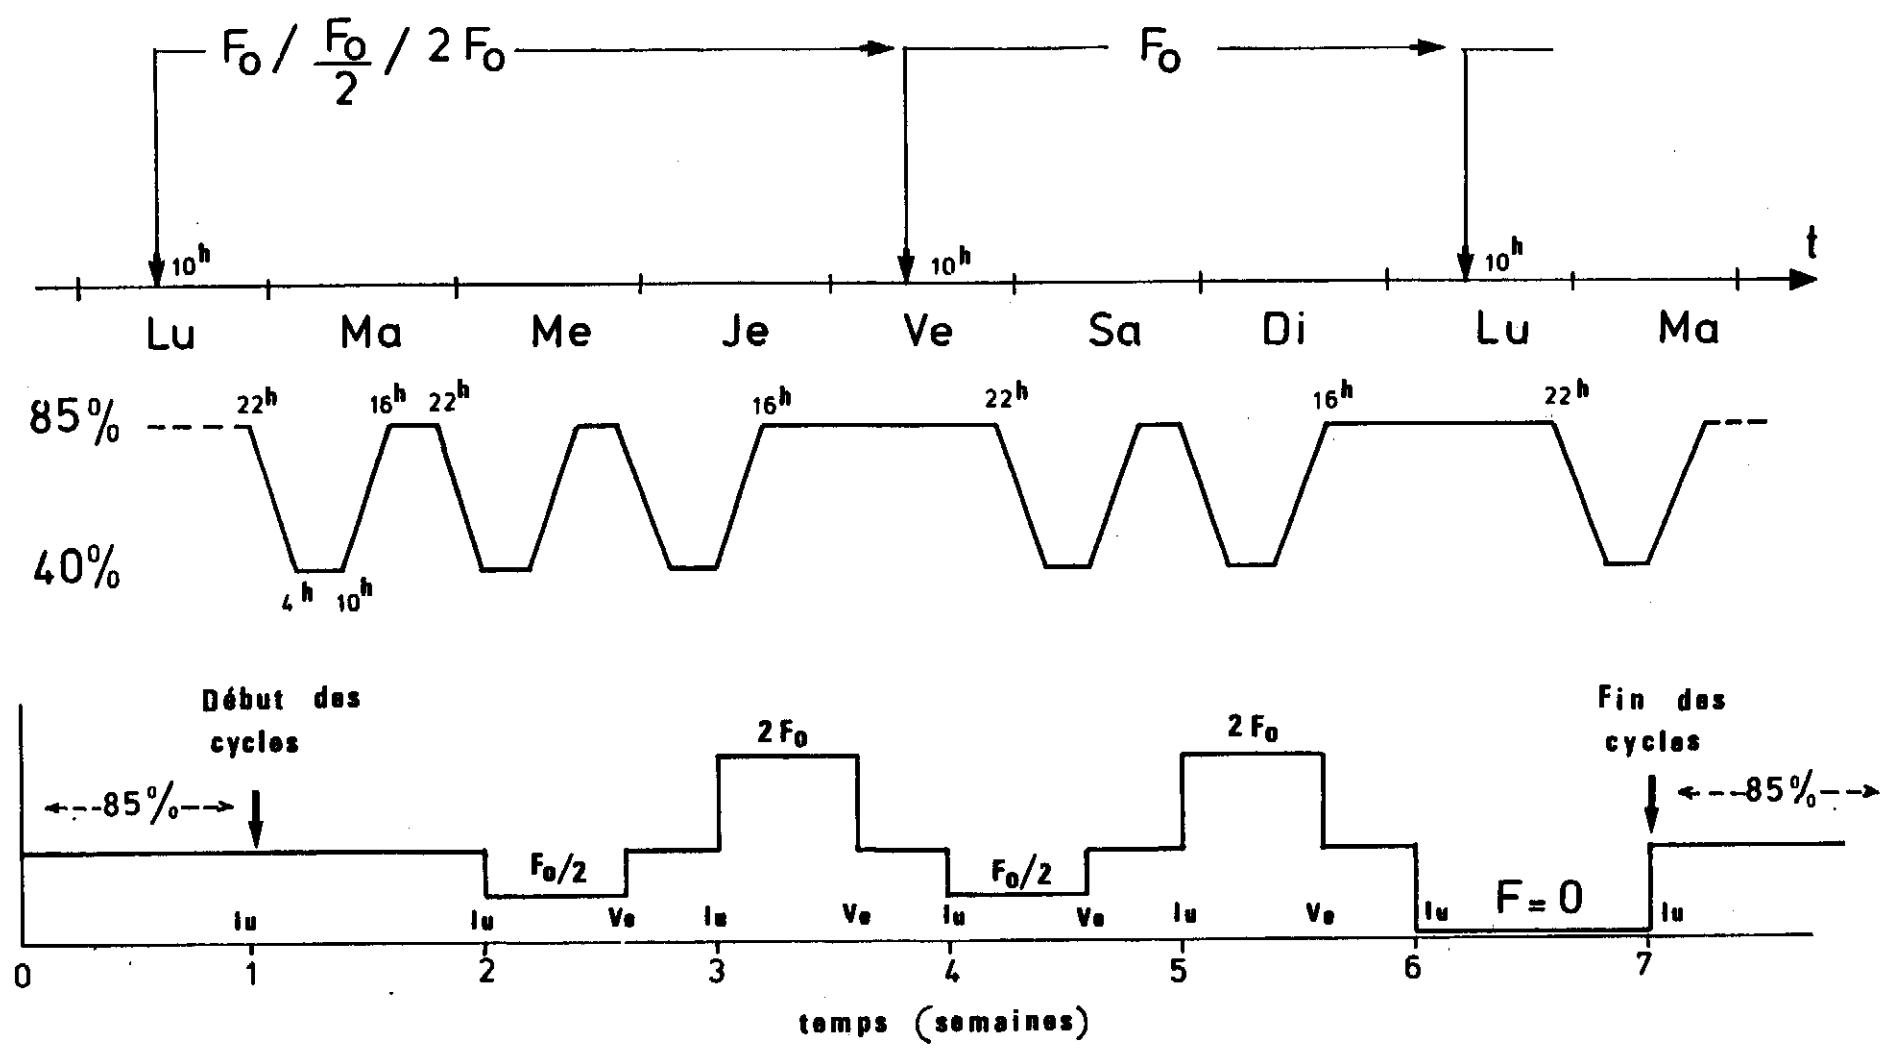 F₀ / F₀/2 / 2 F₀ F₀
10ʰ 10ʰ 10ʰ t
Lu Ma Me Je Ve Sa Di Lu Ma
22ʰ 16ʰ 22ʰ 16ʰ 22ʰ 16ʰ 22ʰ
85%
40%
4ʰ 10ʰ
Début des Fin des
cycles cycles
2 F₀ 2 F₀
85% 85%
F₀/2 F₀/2 F=0
lu lu Ve lu Ve lu Ve lu Ve lu lu
0 1 2 3 4 5 6 7
temps (semaines)